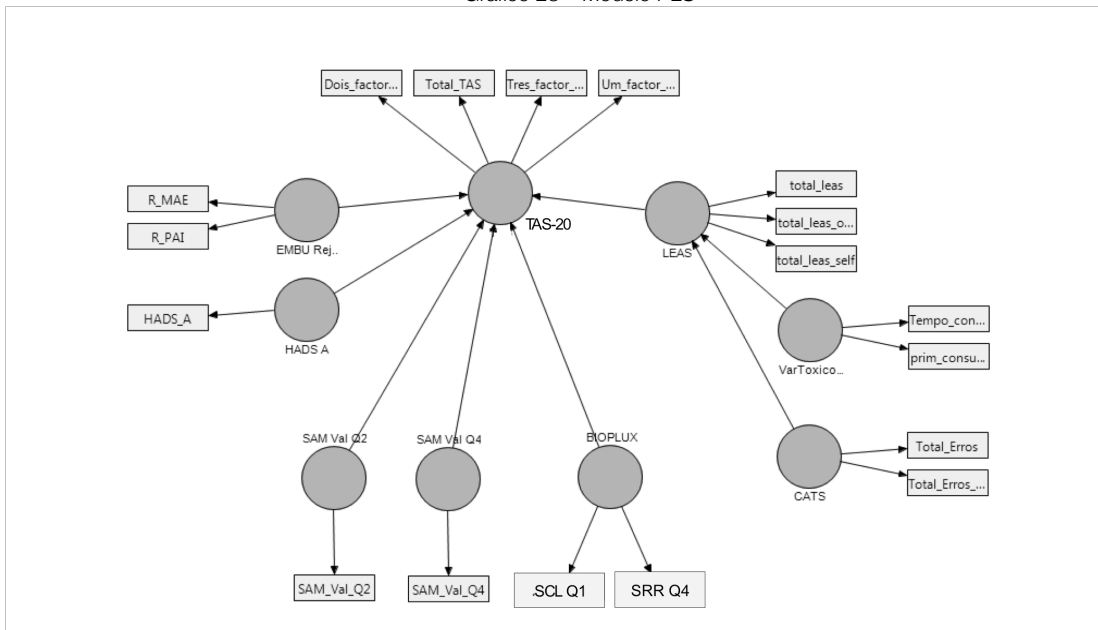 Dois_factor...
Total_TAS
Tres_factor_...
Um_factor_...
R_MAE
R_PAI
EMBU Rej..
TAS-20
LEAS
total_leas
total_leas_o...
total_leas_self
HADS_A
HADS A
Tempo_con...
prim_consu...
VarToxico...
SAM Val Q2
SAM Val Q4
BIOPLUX
Total_Erros
Total_Erros_...
CATS
SAM_Val_Q2
SAM_Val_Q4
.SCL Q1
SRR Q4